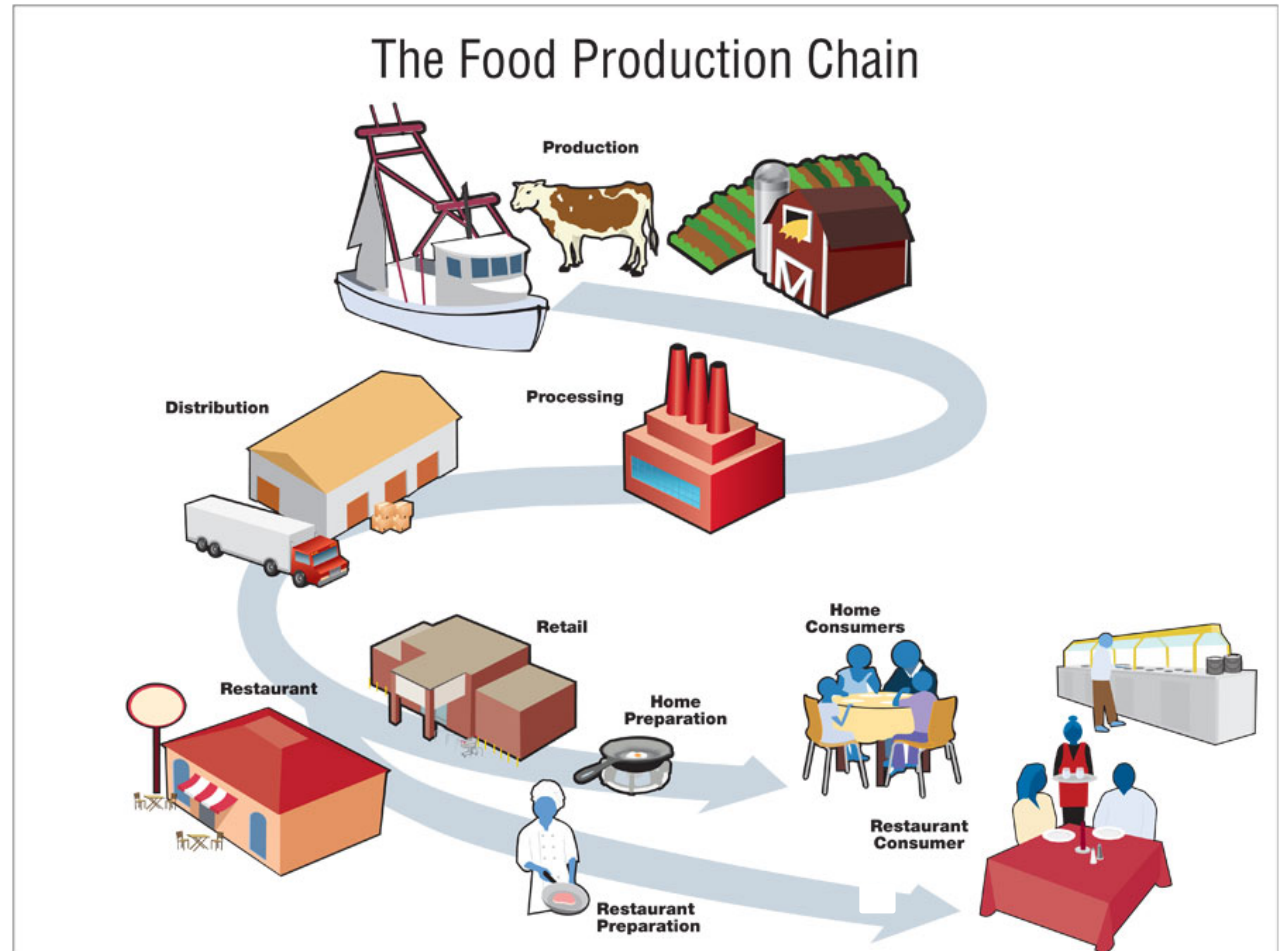 The Food Production Chain
Production
Processing
Distribution
Retail
Home
Preparation
Home
Consumers
Restaurant
Restaurant
Preparation
Restaurant
Consumer